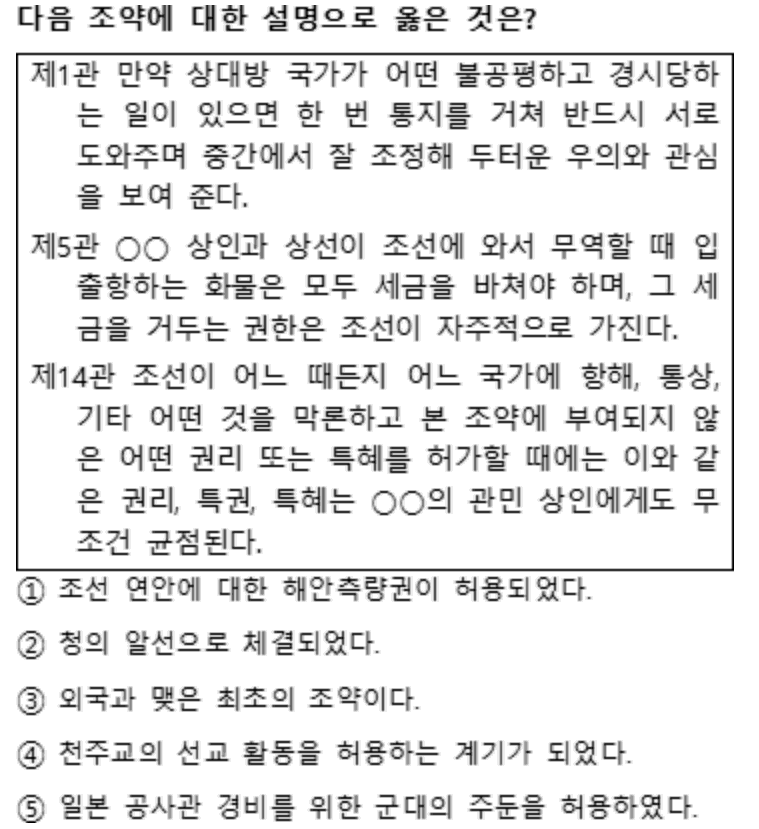 다음 조약에 대한 설명으로 옳은 것은?
제1관 만약 상대방 국가가 어떤 불공평하고 경시당하
는 일이 있으면 한 번 통지를 거쳐 반드시 서로
도와주며 중간에서 잘 조정해 두터운 우의와 관심
을 보여 준다.
제5관 ○○ 상인과 상선이 조선에 와서 무역할 때 입
출항하는 화물은 모두 세금을 바쳐야 하며, 그 세
금을 거두는 권한은 조선이 자주적으로 가진다.
제14관 조선이 어느 때든지 어느 국가에 항해, 통상,
기타 어떤 것을 막론하고 본 조약에 부여되지 않
은 어떤 권리 또는 특혜를 허가할 때에는 이와 같
은 권리, 특권, 특혜는 ○○의 관민 상인에게도 무
조건 균점된다.
① 조선 연안에 대한 해안측량권이 허용되었다.
② 청의 알선으로 체결되었다.
③ 외국과 맺은 최초의 조약이다.
④ 천주교의 선교 활동을 허용하는 계기가 되었다.
⑤ 일본 공사관 경비를 위한 군대의 주둔을 허용하였다.